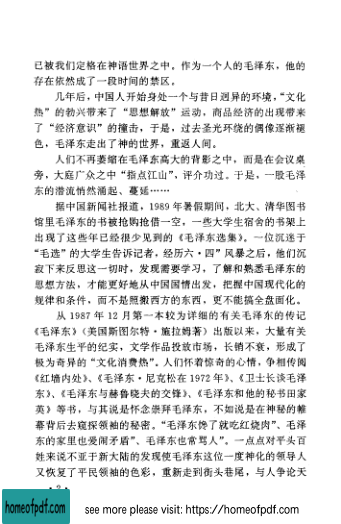 已被我们定格在神话世界之中。作为一个人的毛泽东，他的
存在依然成了一段时间的禁区。
几年后，中国人开始身处一个与昔日迥异的环境，“文化
热”的勃兴带来了“思想解放”运动，商品经济的出现带来
了“经济意识”的撞击，于是，过去圣光环绕的偶像逐渐褪
色，毛泽东走出了神的世界，重返人间。
人们不再萎缩在毛泽东高大的背影之中，而是在会议桌
旁，大庭广众之中“指点江山”，评介功过。于是，一股毛泽
东的潜流悄然涌起、蔓延……
据中国新闻社报道，1989年暑假期间，北大、清华图书
馆里毛泽东的书被抢购抢借一空，一些大学生宿舍的书架上
出现了这些年已经很少见到的《毛泽东选集》。一位沉迷于
“毛选”的大学生告诉记者，经历六·四”风暴之后，他们沉
寂下来反思这一切时，发现需要学习，了解和熟悉毛泽东的
思想方法，才能更好地从中国国情出发，把握中国现代化的
规律和条件，而不是照搬西方的东西，更不能搞全盘西化。
从1987年12月第一本较为详细的有关毛泽东的传记
《毛泽东》（美国斯图尔特·施拉姆著）出版以来，大量有关
毛泽东生平的纪实，文学作品投放市场，长销不衰，形成了
极为奇异的“文化消费热”。人们怀着惊奇的心情，争相传阅
《红墙内外》、《毛泽东·尼克松在1972年》、《卫士长谈毛泽
东》、《毛泽东与赫鲁晓夫的交锋》、《毛泽东和他的秘书田家
英》等书，与其说是怀念崇拜毛泽东，不如说是在神秘的帷
幕背后去窥探领袖的秘密。“毛泽东馋了就吃红烧肉”、毛泽
东的家里也爱闹矛盾”、毛泽东也常骂人”。一点点对平头百
姓来说不亚于新大陆的发现使毛泽东这位一度神化的领导人
又恢复了平民领袖的色彩，重新走到街头巷尾，与人争论天
·2·
homeofpdf.com
see more please visit: https://homeofpdf.com